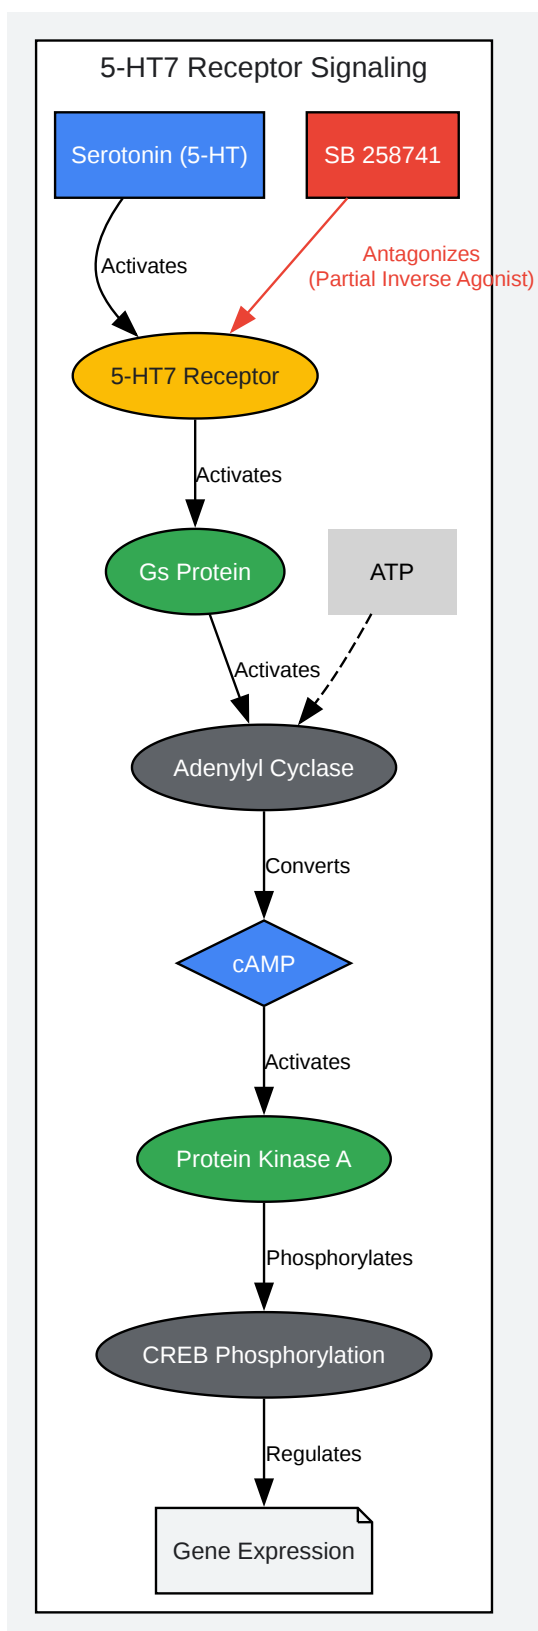 5-HT7 Receptor Signaling
Serotonin (5-HT)
SB 258741
Activates
Antagonizes
(Partial Inverse Agonist)
5-HT7 Receptor
Activates
Gs Protein
ATP
Activates
Adenylyl Cyclase
Converts
cAMP
Activates
Protein Kinase A
Phosphorylates
CREB Phosphorylation
Regulates
Gene Expression